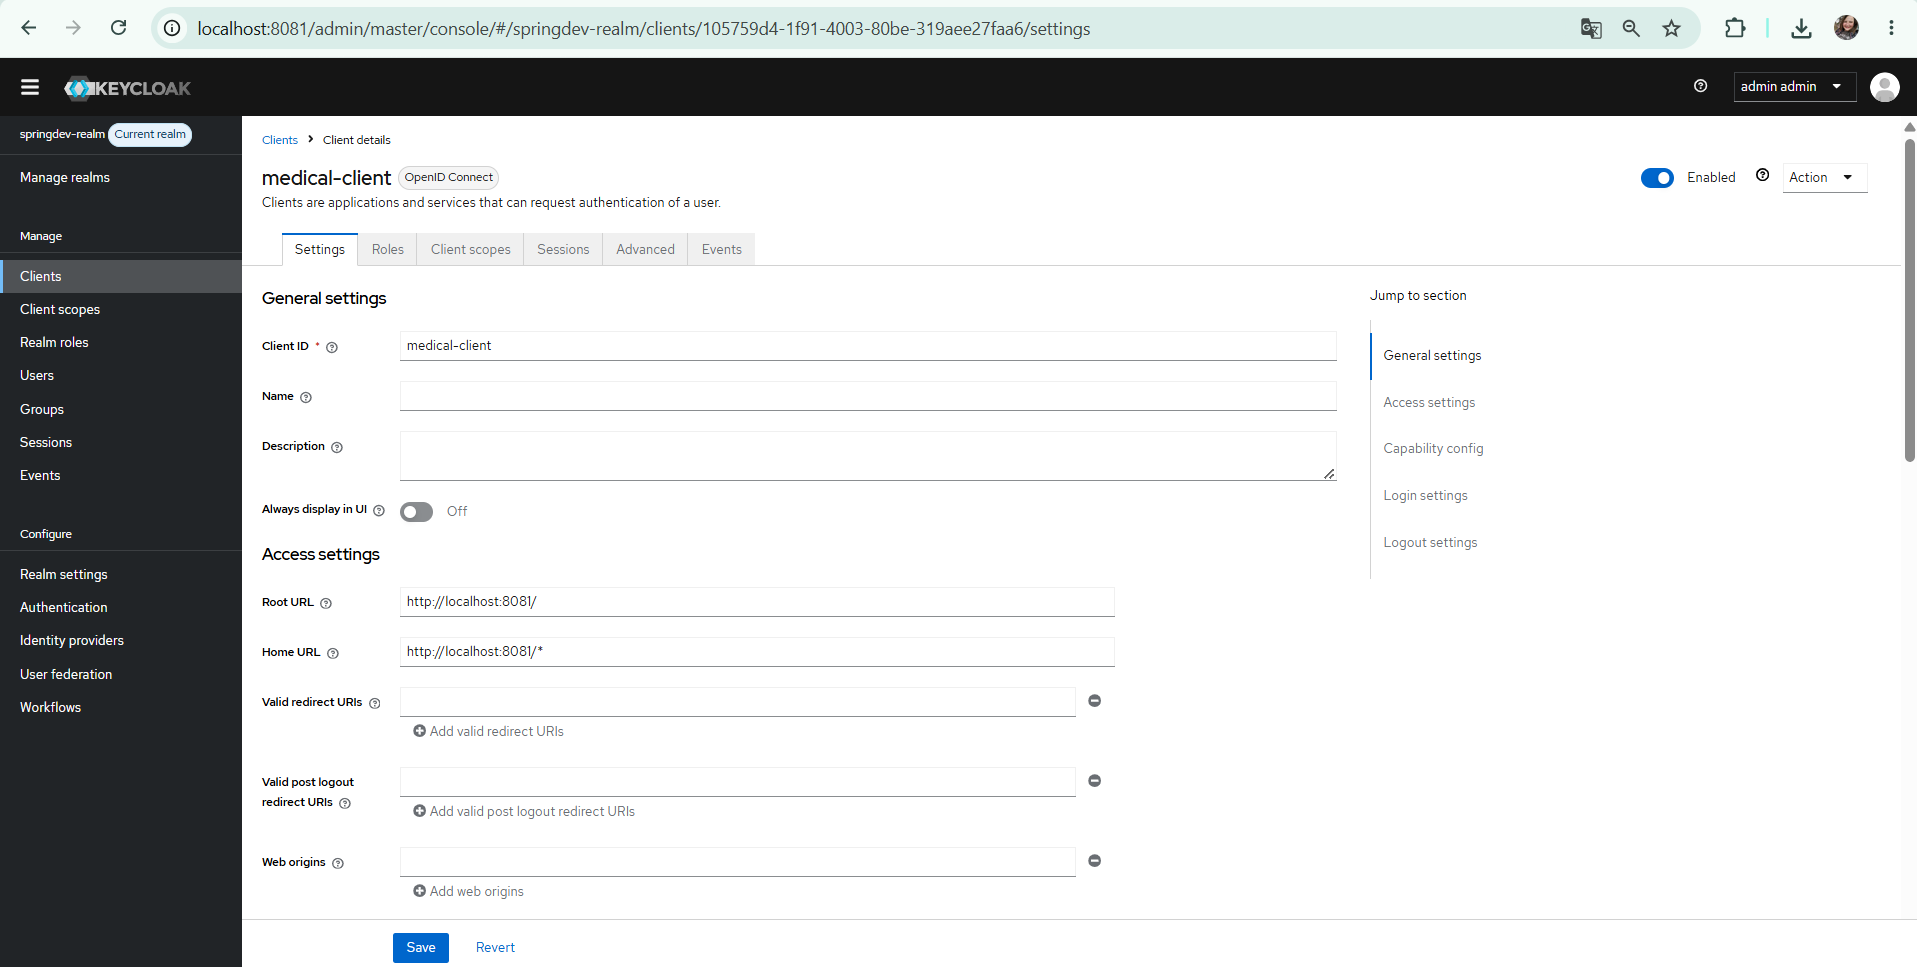 localhost:8081/admin/master/console/#/springdev-realm/clients/105759d4-1f91-4003-80be-319aee27faa6/settings
KEYCLOAK
admin admin
springdev-realm Current realm
Manage realms
Manage
Clients
Client scopes
Realm roles
Users
Groups
Sessions
Events
Configure
Realm settings
Authentication
Identity providers
User federation
Workflows
Clients > Client details
medical-client OpenID Connect
Enabled
Action
Clients are applications and services that can request authentication of a user.
Settings Roles Client scopes Sessions Advanced Events
General settings
Client ID * medical-client
Name
Description
Always display in UI Off
Access settings
Root URL http://localhost:8081/
Home URL http://localhost:8081/*
Valid redirect URIs
Add valid redirect URIs
Valid post logout
redirect URIs
Add valid post logout redirect URIs
Web origins
Add web origins
Save Revert
Jump to section
General settings
Access settings
Capability config
Login settings
Logout settings